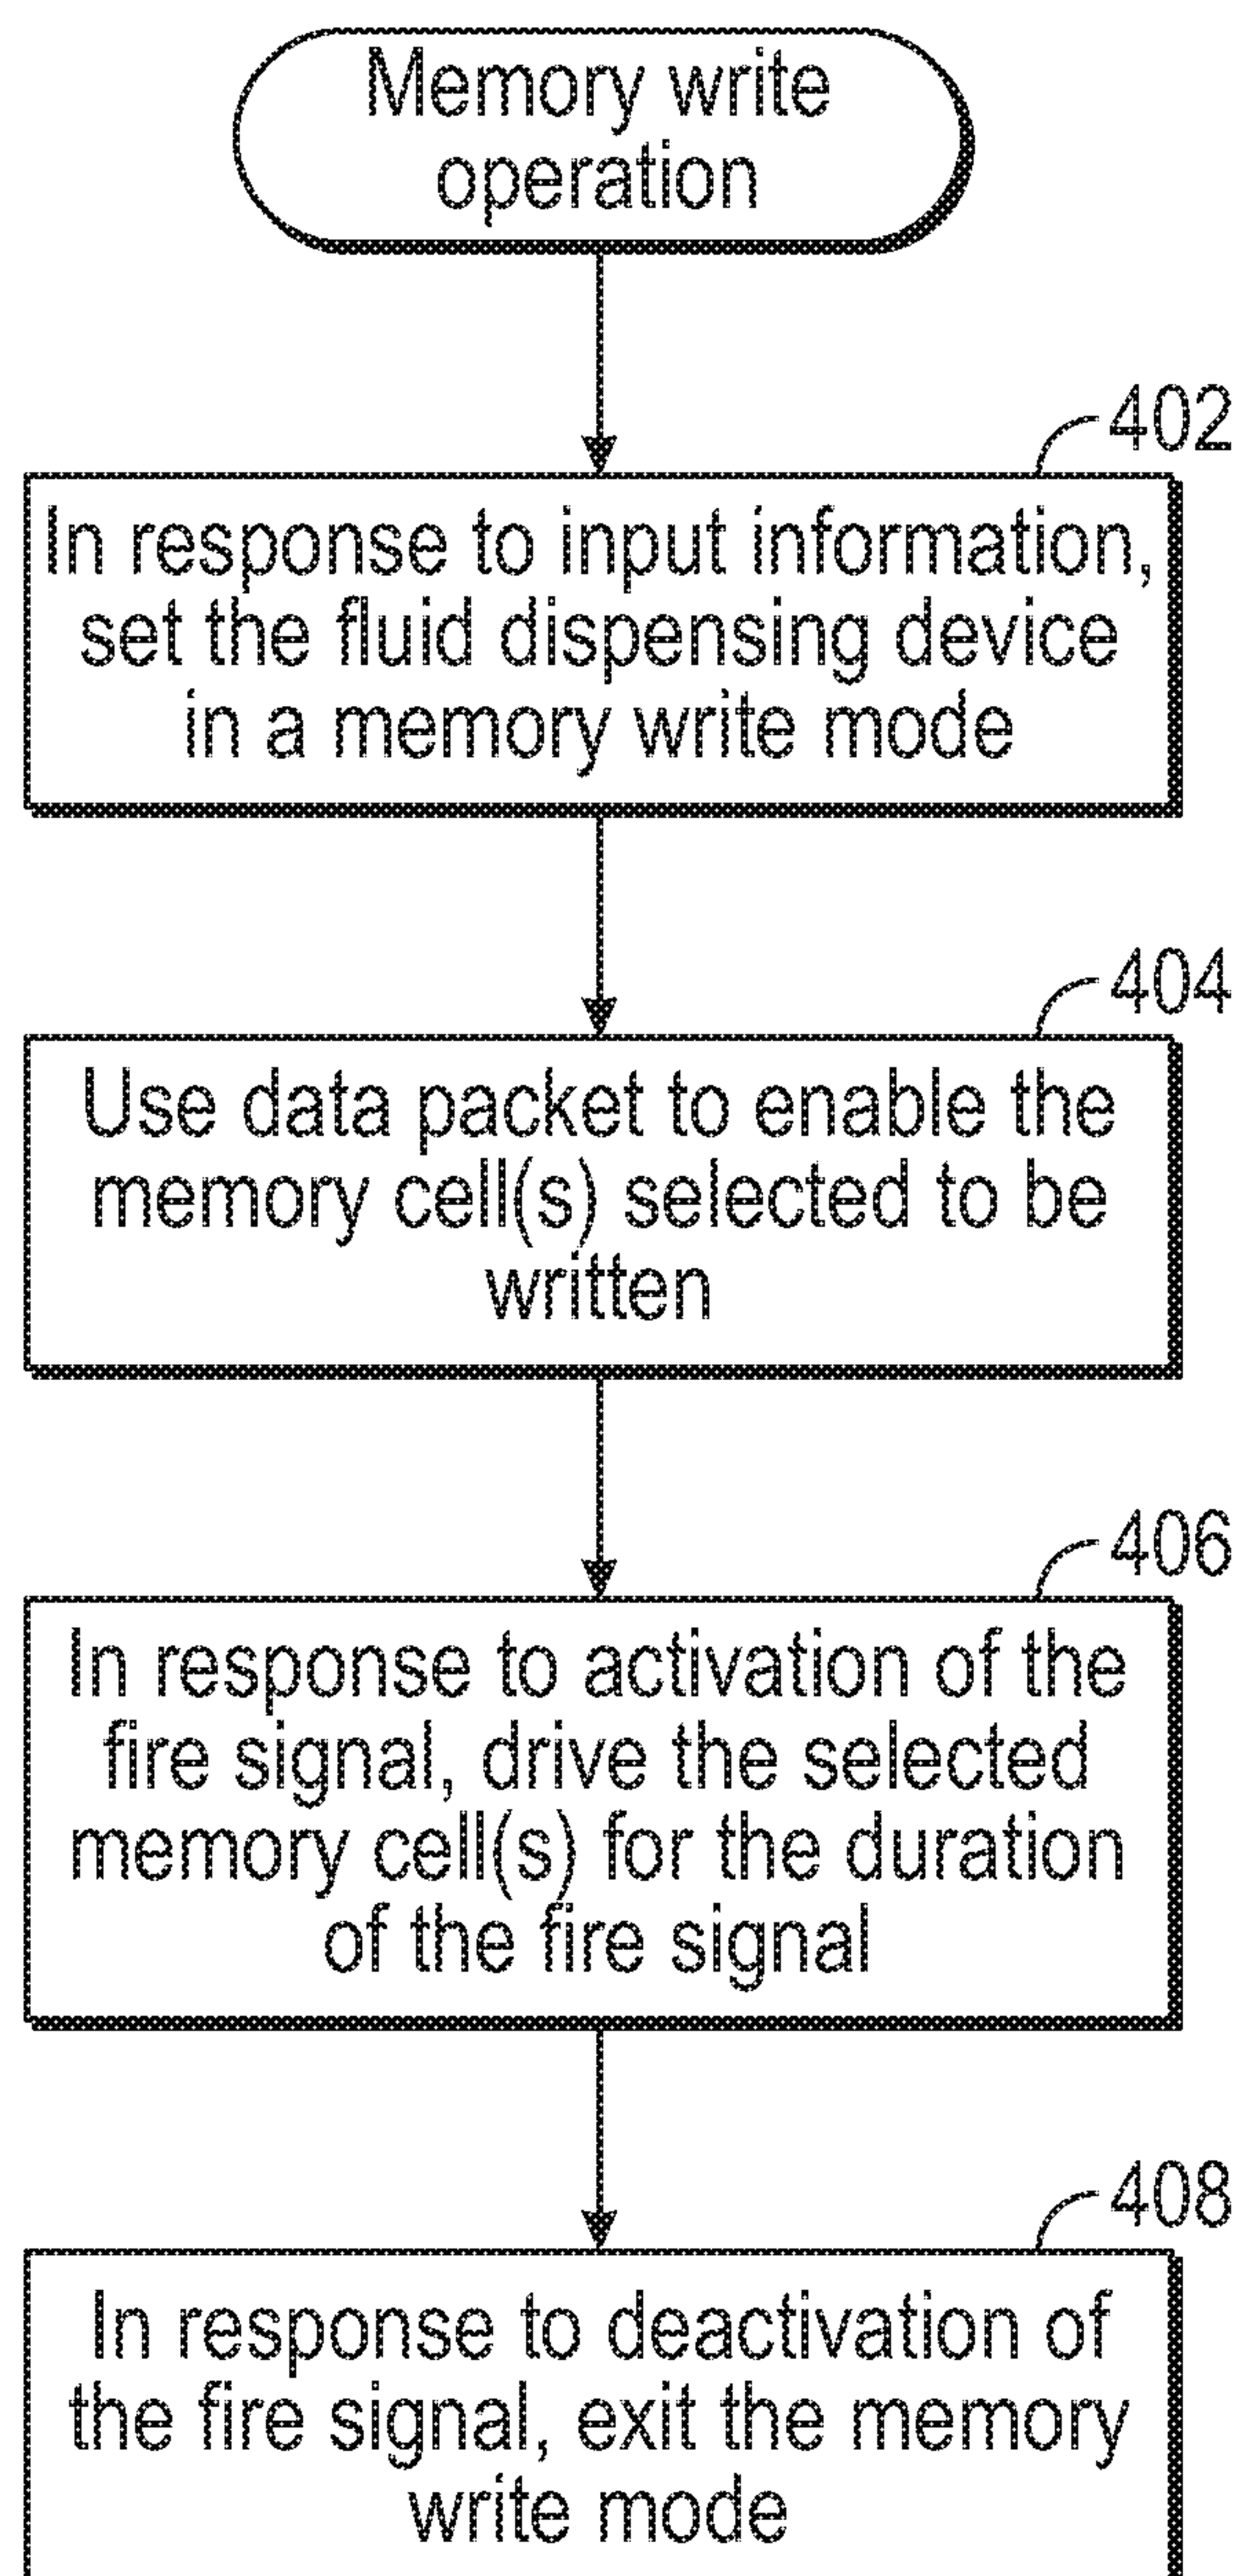 Memory write
operation
402
In response to input information,
set the fluid dispensing device
in a memory write mode
404
Use data packet to enable the
memory cell(s) selected to be
written
406
In response to activation of the
fire signal, drive the selected
memory cell(s) for the duration
of the fire signal
408
In response to deactivation of
the fire signal, exit the memory
write mode